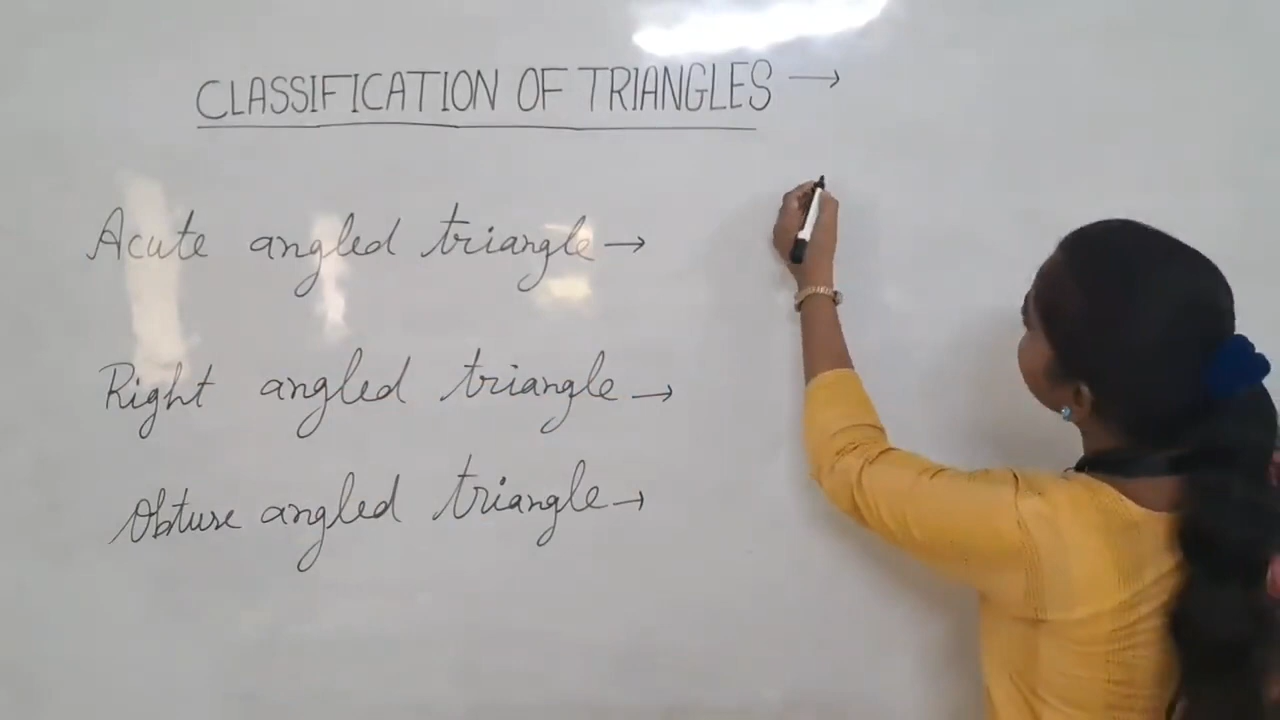 CLASSIFICATION OF TRIANGLES →
Acute angled triangle →
Right angled triangle →
Obtuse angled triangle →